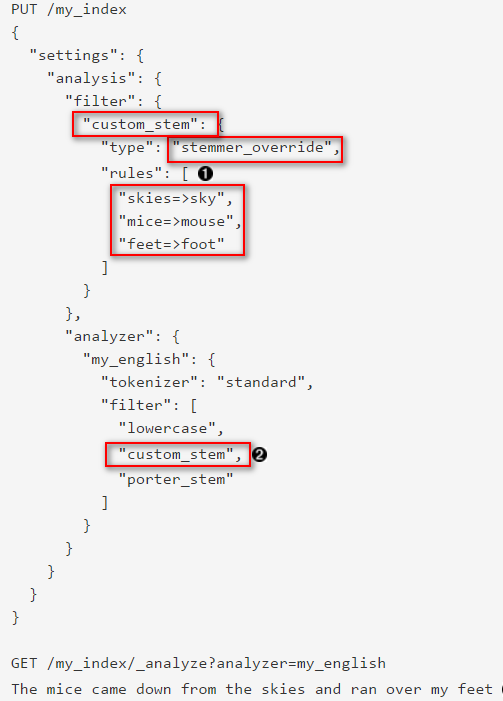 PUT /my_index
{
  "settings": {
    "analysis": {
      "filter": {
        "custom_stem": {
          "type": "stemmer_override",
          "rules": [ ❶
            "skies=>sky",
            "mice=>mouse",
            "feet=>foot"
          ]
        }
      },
      "analyzer": {
        "my_english": {
          "tokenizer": "standard",
          "filter": [
            "lowercase",
            "custom_stem", ❷
            "porter_stem"
          ]
        }
      }
    }
  }
}
GET /my_index/_analyze?analyzer=my_english
The mice came down from the skies and ran over my feet